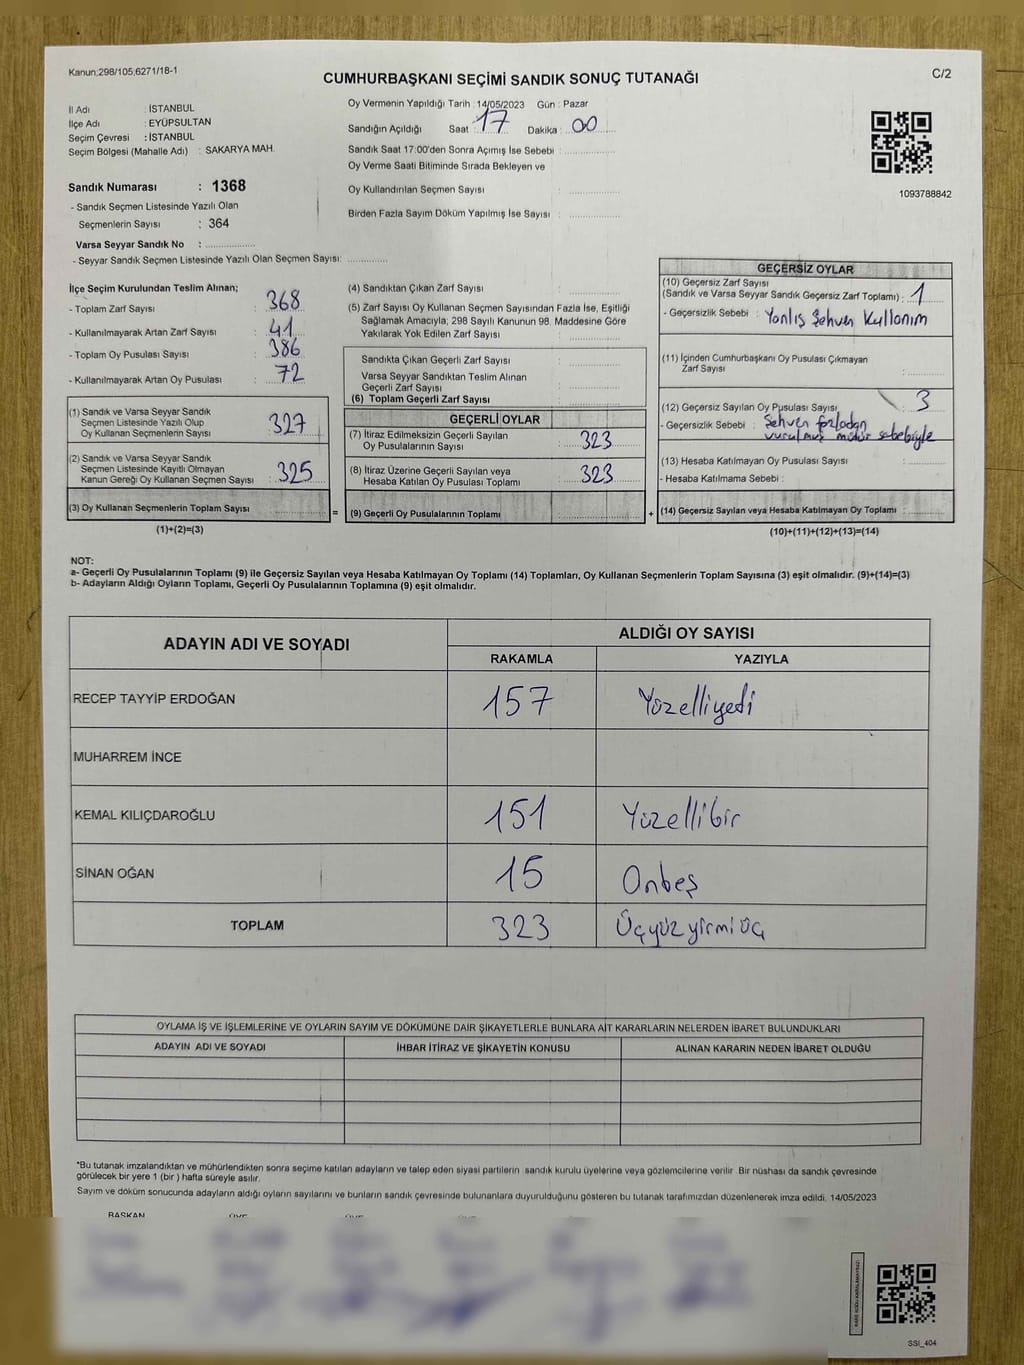 Kanun;298/105,6271/18-1
CUMHURBAŞKANI SEÇİMİ SANDIK SONUÇ TUTANAĞI
C/2
İl Adı : İSTANBUL
İlçe Adı : EYÜPSULTAN
Seçim Çevresi : İSTANBUL
Seçim Bölgesi (Mahalle Adı) : SAKARYA MAH.
Sandık Numarası : 1368
- Sandık Seçmen Listesinde Yazılı Olan
Seçmenlerin Sayısı : 364
Varsa Seyyar Sandık No :
- Seyyar Sandık Seçmen Listesinde Yazılı Olan Seçmen Sayısı:
Oy Vermenin Yapıldığı Tarih : 14/05/2023 Gün : Pazar
Sandığın Açıldığı Saat : 17 Dakika : 00
Sandık Saat 17:00'den Sonra Açımış İse Sebebi :
Oy Verme Saati Bitiminde Sırada Bekleyen ve
Oy Kullandırılan Seçmen Sayısı :
Birden Fazla Sayım Döküm Yapılmış İse Sayısı :
1093788842
İlçe Seçim Kurulundan Teslim Alınan;
- Toplam Zarf Sayısı : 368
- Kullanılmayarak Artan Zarf Sayısı : 41
- Toplam Oy Pusulası Sayısı : 386
- Kullanılmayarak Artan Oy Pusulası : 72
(1) Sandık ve Varsa Seyyar Sandık
Seçmen Listesinde Yazılı Olup
Oy Kullanan Seçmenlerin Sayısı : 327
(2) Sandık ve Varsa Seyyar Sandık
Seçmen Listesinde Kayıtlı Olmayan
Kanun Gereği Oy Kullanan Seçmen Sayısı : 325
(3) Oy Kullanan Seçmenlerin Toplam Sayısı :
(1)+(2)=(3)
(4) Sandıktan Çıkan Zarf Sayısı :
(5) Zarf Sayısı Oy Kullanan Seçmen Sayısından Fazla İse, Eşitliği
Sağlamak Amacıyla; 298 Sayılı Kanunun 98. Maddesine Göre
Yakılarak Yok Edilen Zarf Sayısı :
Sandıkta Çıkan Geçerli Zarf Sayısı :
Varsa Seyyar Sandıktan Teslim Alınan
Geçerli Zarf Sayısı :
(6) Toplam Geçerli Zarf Sayısı :
GEÇERLİ OYLAR
(7) İtiraz Edilmeksizin Geçerli Sayılan
Oy Pusulalarının Sayısı : 323
(8) İtiraz Üzerine Geçerli Sayılan veya
Hesaba Katılan Oy Pusulası Toplamı : 323
= (9) Geçerli Oy Pusulalarının Toplamı :
GEÇERSİZ OYLAR
(10) Geçersiz Zarf Sayısı
(Sandık ve Varsa Seyyar Sandık Geçersiz Zarf Toplamı) : 1
- Geçersizlik Sebebi : Yanlış Şehven Kullanım
(11) İçinden Cumhurbaşkanı Oy Pusulası Çıkmayan
Zarf Sayısı :
(12) Geçersiz Sayılan Oy Pusulası Sayısı : 3
- Geçersizlik Sebebi : Şehven fazladan
vurulmuş mühür sebebiyle
(13) Hesaba Katılmayan Oy Pusulası Sayısı :
- Hesaba Katılmama Sebebi :
+ (14) Geçersiz Sayılan veya Hesaba Katılmayan Oy Toplamı :
(10)+(11)+(12)+(13)=(14)
NOT:
a- Geçerli Oy Pusulalarının Toplamı (9) ile Geçersiz Sayılan veya Hesaba Katılmayan Oy Toplamı (14) Toplamları, Oy Kullanan Seçmenlerin Toplam Sayısına (3) eşit olmalıdır. (9)+(14)=(3)
b- Adayların Aldığı Oyların Toplamı, Geçerli Oy Pusulalarının Toplamına (9) eşit olmalıdır.
ADAYIN ADI VE SOYADI
ALDIĞI OY SAYISI
RAKAMLA YAZIYLA
RECEP TAYYİP ERDOĞAN 157 Yüzelliyedi
MUHARREM İNCE
KEMAL KILIÇDAROĞLU 151 Yüzellibir
SİNAN OĞAN 15 Onbeş
TOPLAM 323 Üçyüzyirmiüç
OYLAMA İŞ VE İŞLEMLERİNE VE OYLARIN SAYIM VE DÖKÜMÜNE DAİR ŞİKAYETLERLE BUNLARA AİT KARARLARIN NELERDEN İBARET BULUNDUKLARI
ADAYIN ADI VE SOYADI İHBAR İTİRAZ VE ŞİKAYETİN KONUSU ALINAN KARARIN NEDEN İBARET OLDUĞU
*Bu tutanak imzalandıktan ve mühürlendikten sonra seçime katılan adayların ve talep eden siyasi partilerin sandık kurulu üyelerine veya gözlemcilerine verilir. Bir nüshası da sandık çevresinde
görülecek bir yere 1 (bir ) hafta süreyle asılır.
Sayım ve döküm sonucunda adayların aldığı oyların sayılarını ve bunların sandık çevresinde bulunanlara duyurulduğunu gösteren bu tutanak tarafımızdan düzenlenerek imza edildi. 14/05/2023
BAŞKAN ÜYE ÜYE
SSI_404